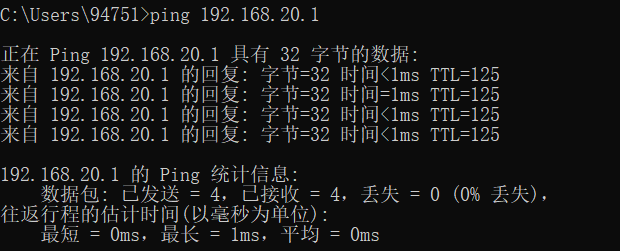 C:\Users\94751>ping 192.168.20.1
正在 Ping 192.168.20.1 具有 32 字节的数据:
来自 192.168.20.1 的回复: 字节=32 时间<1ms TTL=125
来自 192.168.20.1 的回复: 字节=32 时间=1ms TTL=125
来自 192.168.20.1 的回复: 字节=32 时间<1ms TTL=125
来自 192.168.20.1 的回复: 字节=32 时间<1ms TTL=125
192.168.20.1 的 Ping 统计信息:
数据包: 已发送 = 4，已接收 = 4，丢失 = 0 (0% 丢失)，
往返行程的估计时间(以毫秒为单位):
最短 = 0ms，最长 = 1ms，平均 = 0ms